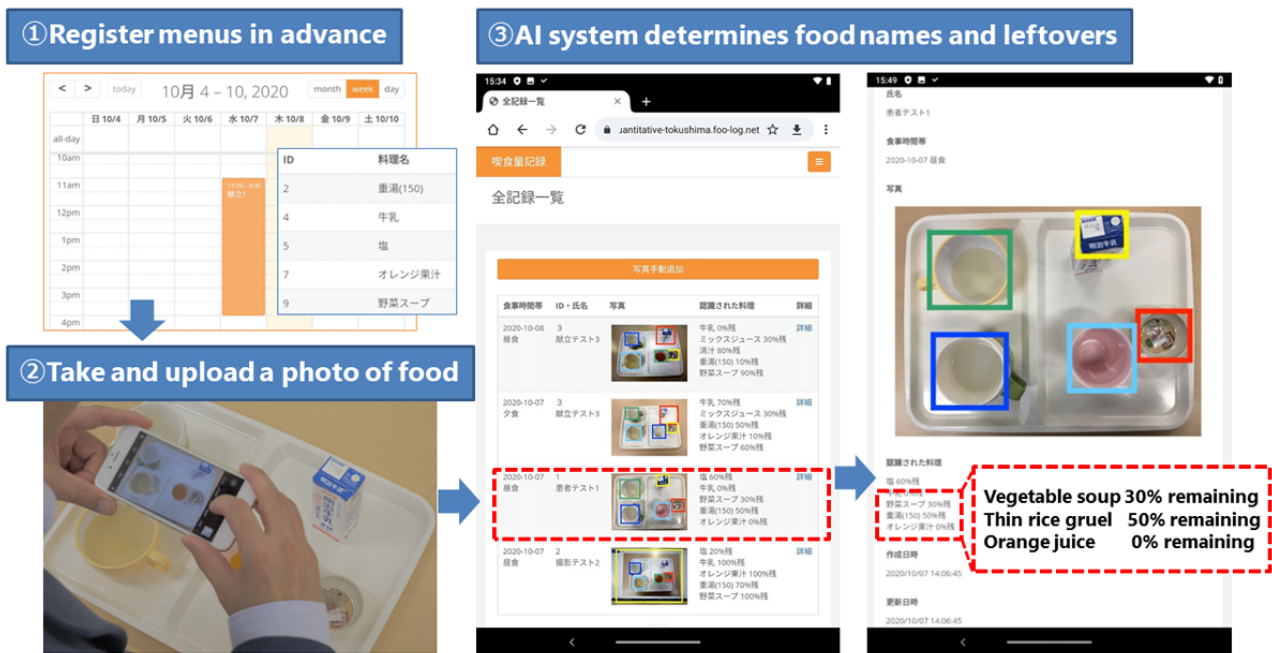 ①Register menus in advance
< > today 10月 4 – 10, 2020 month week day
日 10/4 月 10/5 火 10/6 水 10/7 木 10/8 金 10/9 土 10/10
all-day
10am
11am
12pm
1pm
2pm
3pm
4pm
献立1
ID 料理名
2 重湯(150)
4 牛乳
5 塩
7 オレンジ果汁
9 野菜スープ
②Take and upload a photo of food
明治牛乳
③AI system determines food names and leftovers
15:34
全記録一覧 × +
uantitative-tokushima.foo-log.net
喫食量記録
全記録一覧
写真手動追加
食事時間帯 ID・氏名 写真 認識された料理 詳細
2020-10-08 3 牛乳, 0%残 詳細
昼食 献立テスト3 ミックスジュース 30%残
清汁 80%残
重湯(150) 10%残
野菜スープ 90%残
2020-10-07 3 牛乳, 70%残 詳細
夕食 献立テスト3 ミックスジュース 30%残
重湯(150) 50%残
オレンジ果汁 10%残
野菜スープ 60%残
2020-10-07 1 塩 60%残 詳細
昼食 患者テスト1 牛乳, 0%残
野菜スープ 30%残
重湯(150) 50%残
オレンジ果汁 0%残
2020-10-07 2 塩 20%残 詳細
昼食 撮影テスト2 牛乳, 100%残
オレンジ果汁 100%残
重湯(150) 70%残
野菜スープ 100%残
15:49
氏名
患者テスト1
食事時間帯
2020-10-07 昼食
写真
明治牛乳
認識された料理
塩 60%残
牛乳 0%残
野菜スープ 30%残
重湯(150) 50%残
オレンジ果汁 0%残
作成日時
2020/10/07 14:06:45
更新日時
2020/10/07 14:06:45
Vegetable soup 30% remaining
Thin rice gruel 50% remaining
Orange juice 0% remaining